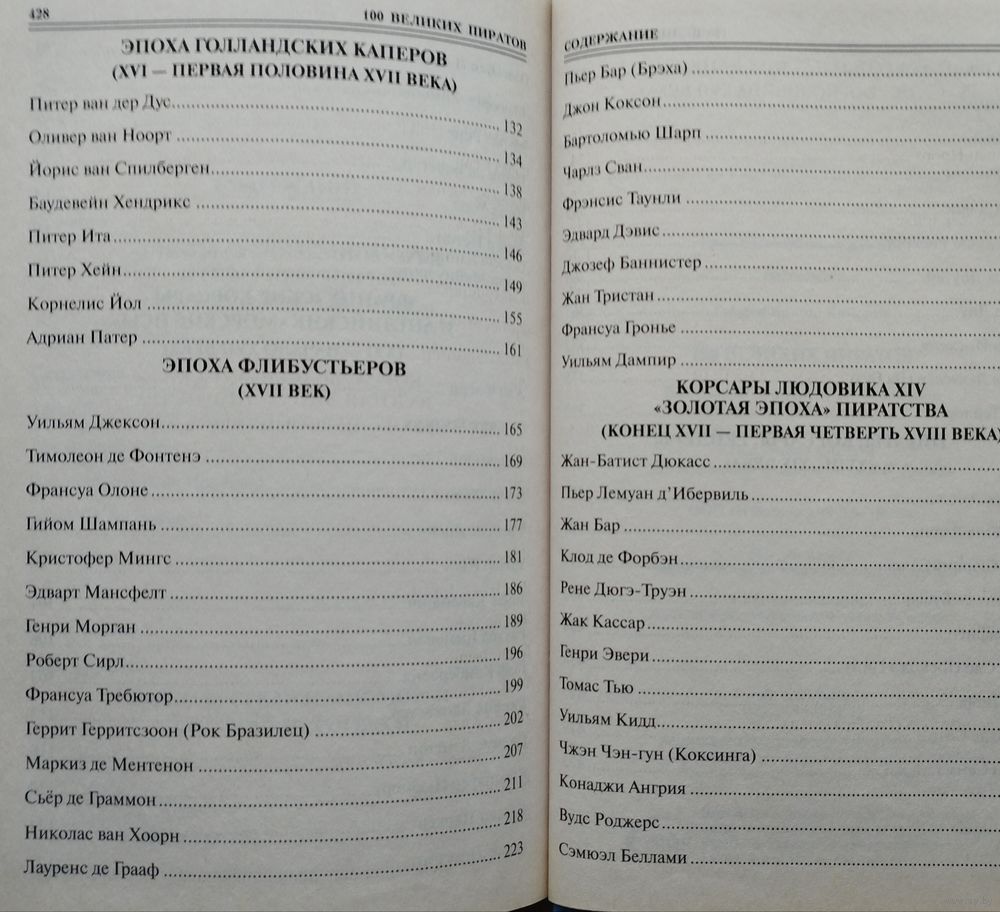 428
100 ВЕЛИКИХ ПИРАТОВ
ЭПОХА ГОЛЛАНДСКИХ КАПЕРОВ
(XVI — ПЕРВАЯ ПОЛОВИНА XVII ВЕКА)
Питер ван дер Дус 132
Оливер ван Ноорт 134
Йорис ван Спилберген 138
Баудевейн Хендрикс 143
Питер Ита 146
Питер Хейн 149
Корнелис Йол 155
Адриан Патер 161
ЭПОХА ФЛИБУСТЬЕРОВ
(XVII ВЕК)
Уильям Джексон 165
Тимолеон де Фонтенэ 169
Франсуа Олоне 173
Гийом Шампань 177
Кристофер Мингс 181
Эдварт Мансфелт 186
Генри Морган 189
Роберт Сирл 196
Франсуа Требютор 199
Геррит Герритсзоон (Рок Бразилец) 202
Маркиз де Ментенон 207
Сьёр де Граммон 211
Николас ван Хоорн 218
Лауренс де Грааф 223
СОДЕРЖАНИЕ
Пьер Бар (Брэха)
Джон Коксон
Бартоломью Шарп
Чарлз Сван
Фрэнсис Таунли
Эдвард Дэвис
Джозеф Баннистер
Жан Тристан
Франсуа Гронье
Уильям Дампир
КОРСАРЫ ЛЮДОВИКА XIV
«ЗОЛОТАЯ ЭПОХА» ПИРАТСТВА
(КОНЕЦ XVII — ПЕРВАЯ ЧЕТВЕРТЬ XVIII ВЕКА)
Жан-Батист Дюкасс
Пьер Лемуан д’Ибервиль
Жан Бар
Клод де Форбэн
Рене Дюгэ-Труэн
Жак Кассар
Генри Эвери
Томас Тью
Уильям Кидд
Чжэн Чэн-гун (Коксинга)
Конаджи Ангрия
Вудс Роджерс
Сэмюэл Беллами